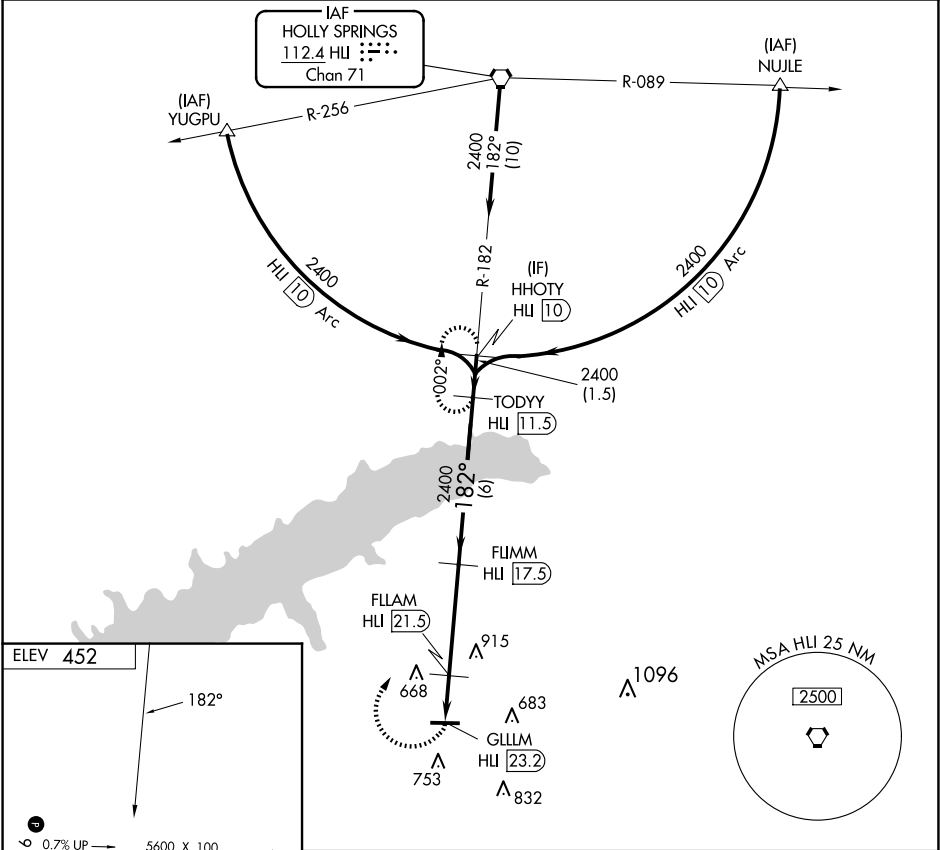 IAF
HOLLY SPRINGS
112.4 HLI
Chan 71
(IAF)
NUJLE
R-089
(IAF)
YUGPU
R-256
2400
182°
(10)
R-182
2400
HLI 10 Arc
2400
HLI 10 Arc
(IF)
HHOTY
HLI 10
002°
2400
(1.5)
TODYY
HLI 11.5
2400
182°
(6)
FLIMM
HLI 17.5
FLLAM
HLI 21.5
915
668
1096
683
GLLLM
HLI 23.2
753
832
MSA HLI 25 NM
2500
ELEV 452
182°
P
9
0.7% UP
5600 X 100